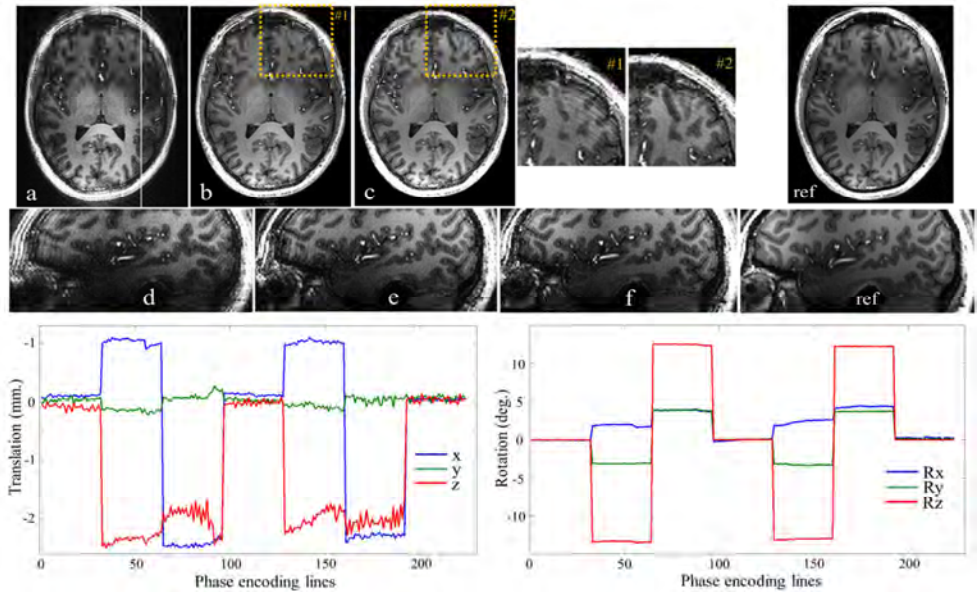 #1
#2
#1
#2
a
b
c
ref
d
e
f
ref
Translation (mm.)
-1
0
-1
-2
x
y
z
0
50
100
150
200
Phase encoding lines
Rotation (deg.)
10
5
0
-5
-10
Rx
Ry
Rz
0
50
100
150
200
Phase encoding lines